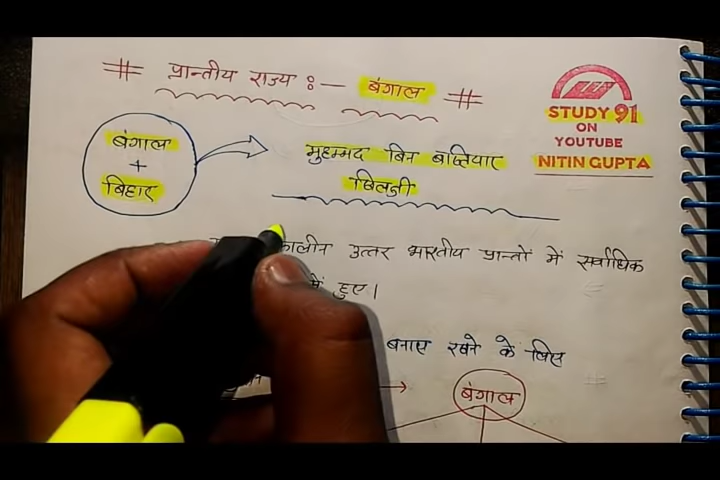 # प्रान्तीय राज्य :- बंगाल #
STUDY 91
ON
YOUTUBE
NITIN GUPTA
बंगाल
+
बिहार
मुहम्मद बिन बख्तियार
खिलजी
कालीन उत्तर भारतीय प्रान्तों में सर्वाधिक
में हुए।
बनाए रखने के लिए
बंगाल